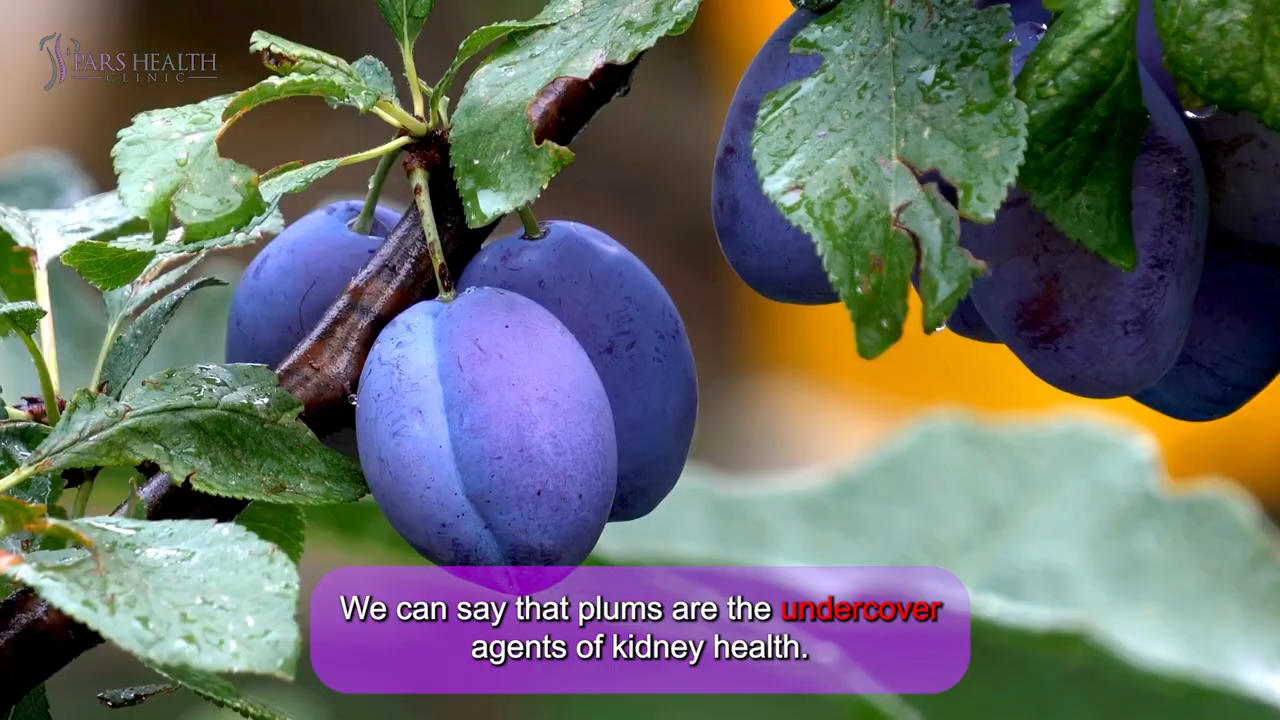 PARS HEALTH
CLINIC
We can say that plums are the undercover
agents of kidney health.